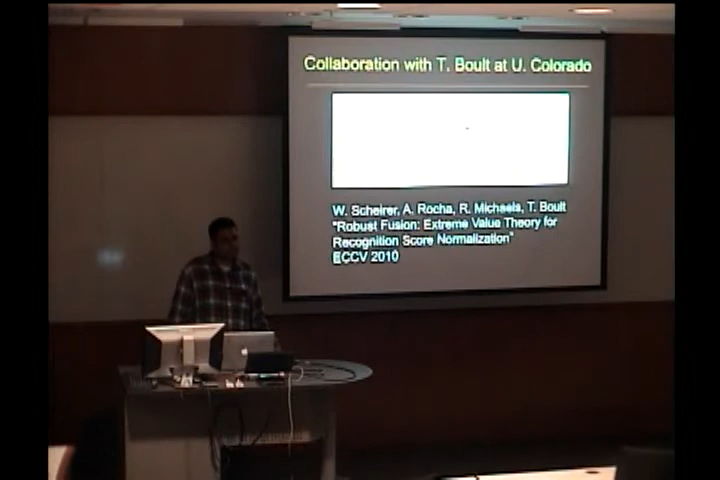 Collaboration with T. Boult at U. Colorado
W. Scheirer, A. Rocha, R. Michaels, T. Boult
"Robust Fusion: Extreme Value Theory for
Recognition Score Normalization"
ECCV 2010